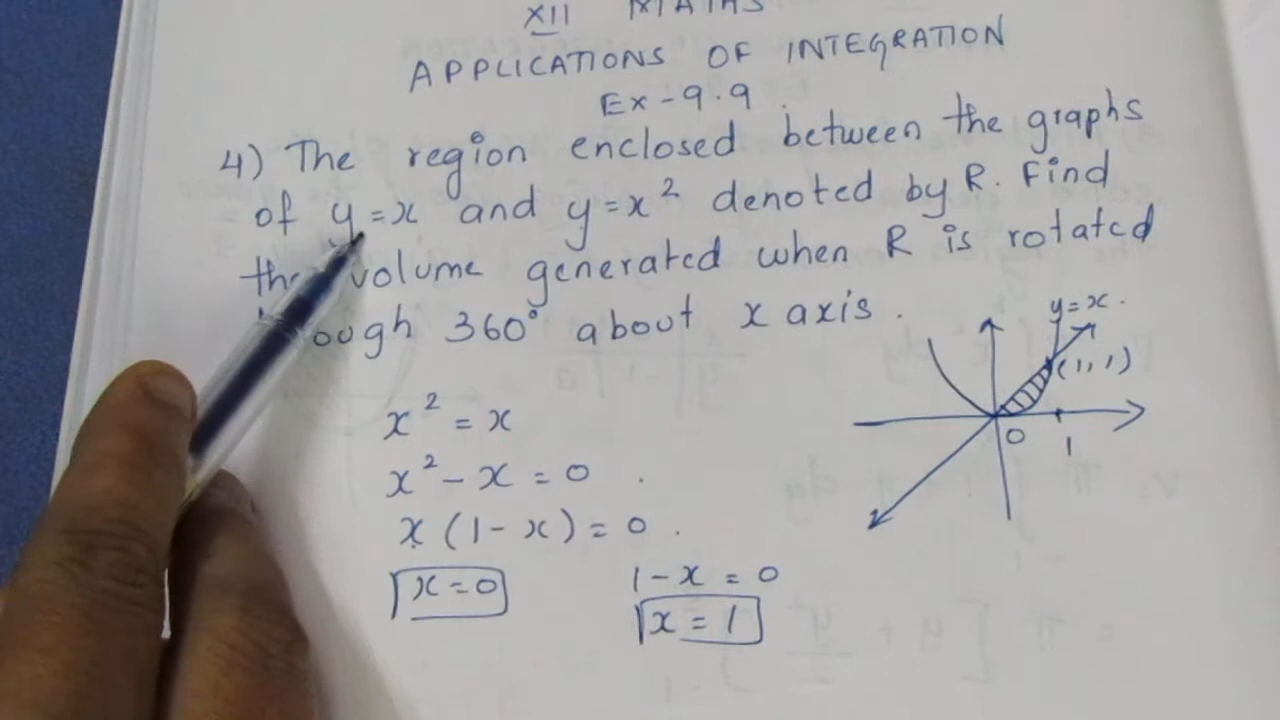 XII MATHS
APPLICATIONS OF INTEGRATION
Ex-9.9
4) The region enclosed between the graphs
of y=x and y=x² denoted by R. Find
the volume generated when R is rotated
ough 360° about x axis.
y=x.
(1,1)
0
1
x² = x
x² - x = 0
x(1-x) = 0
x=0
1-x = 0
x = 1